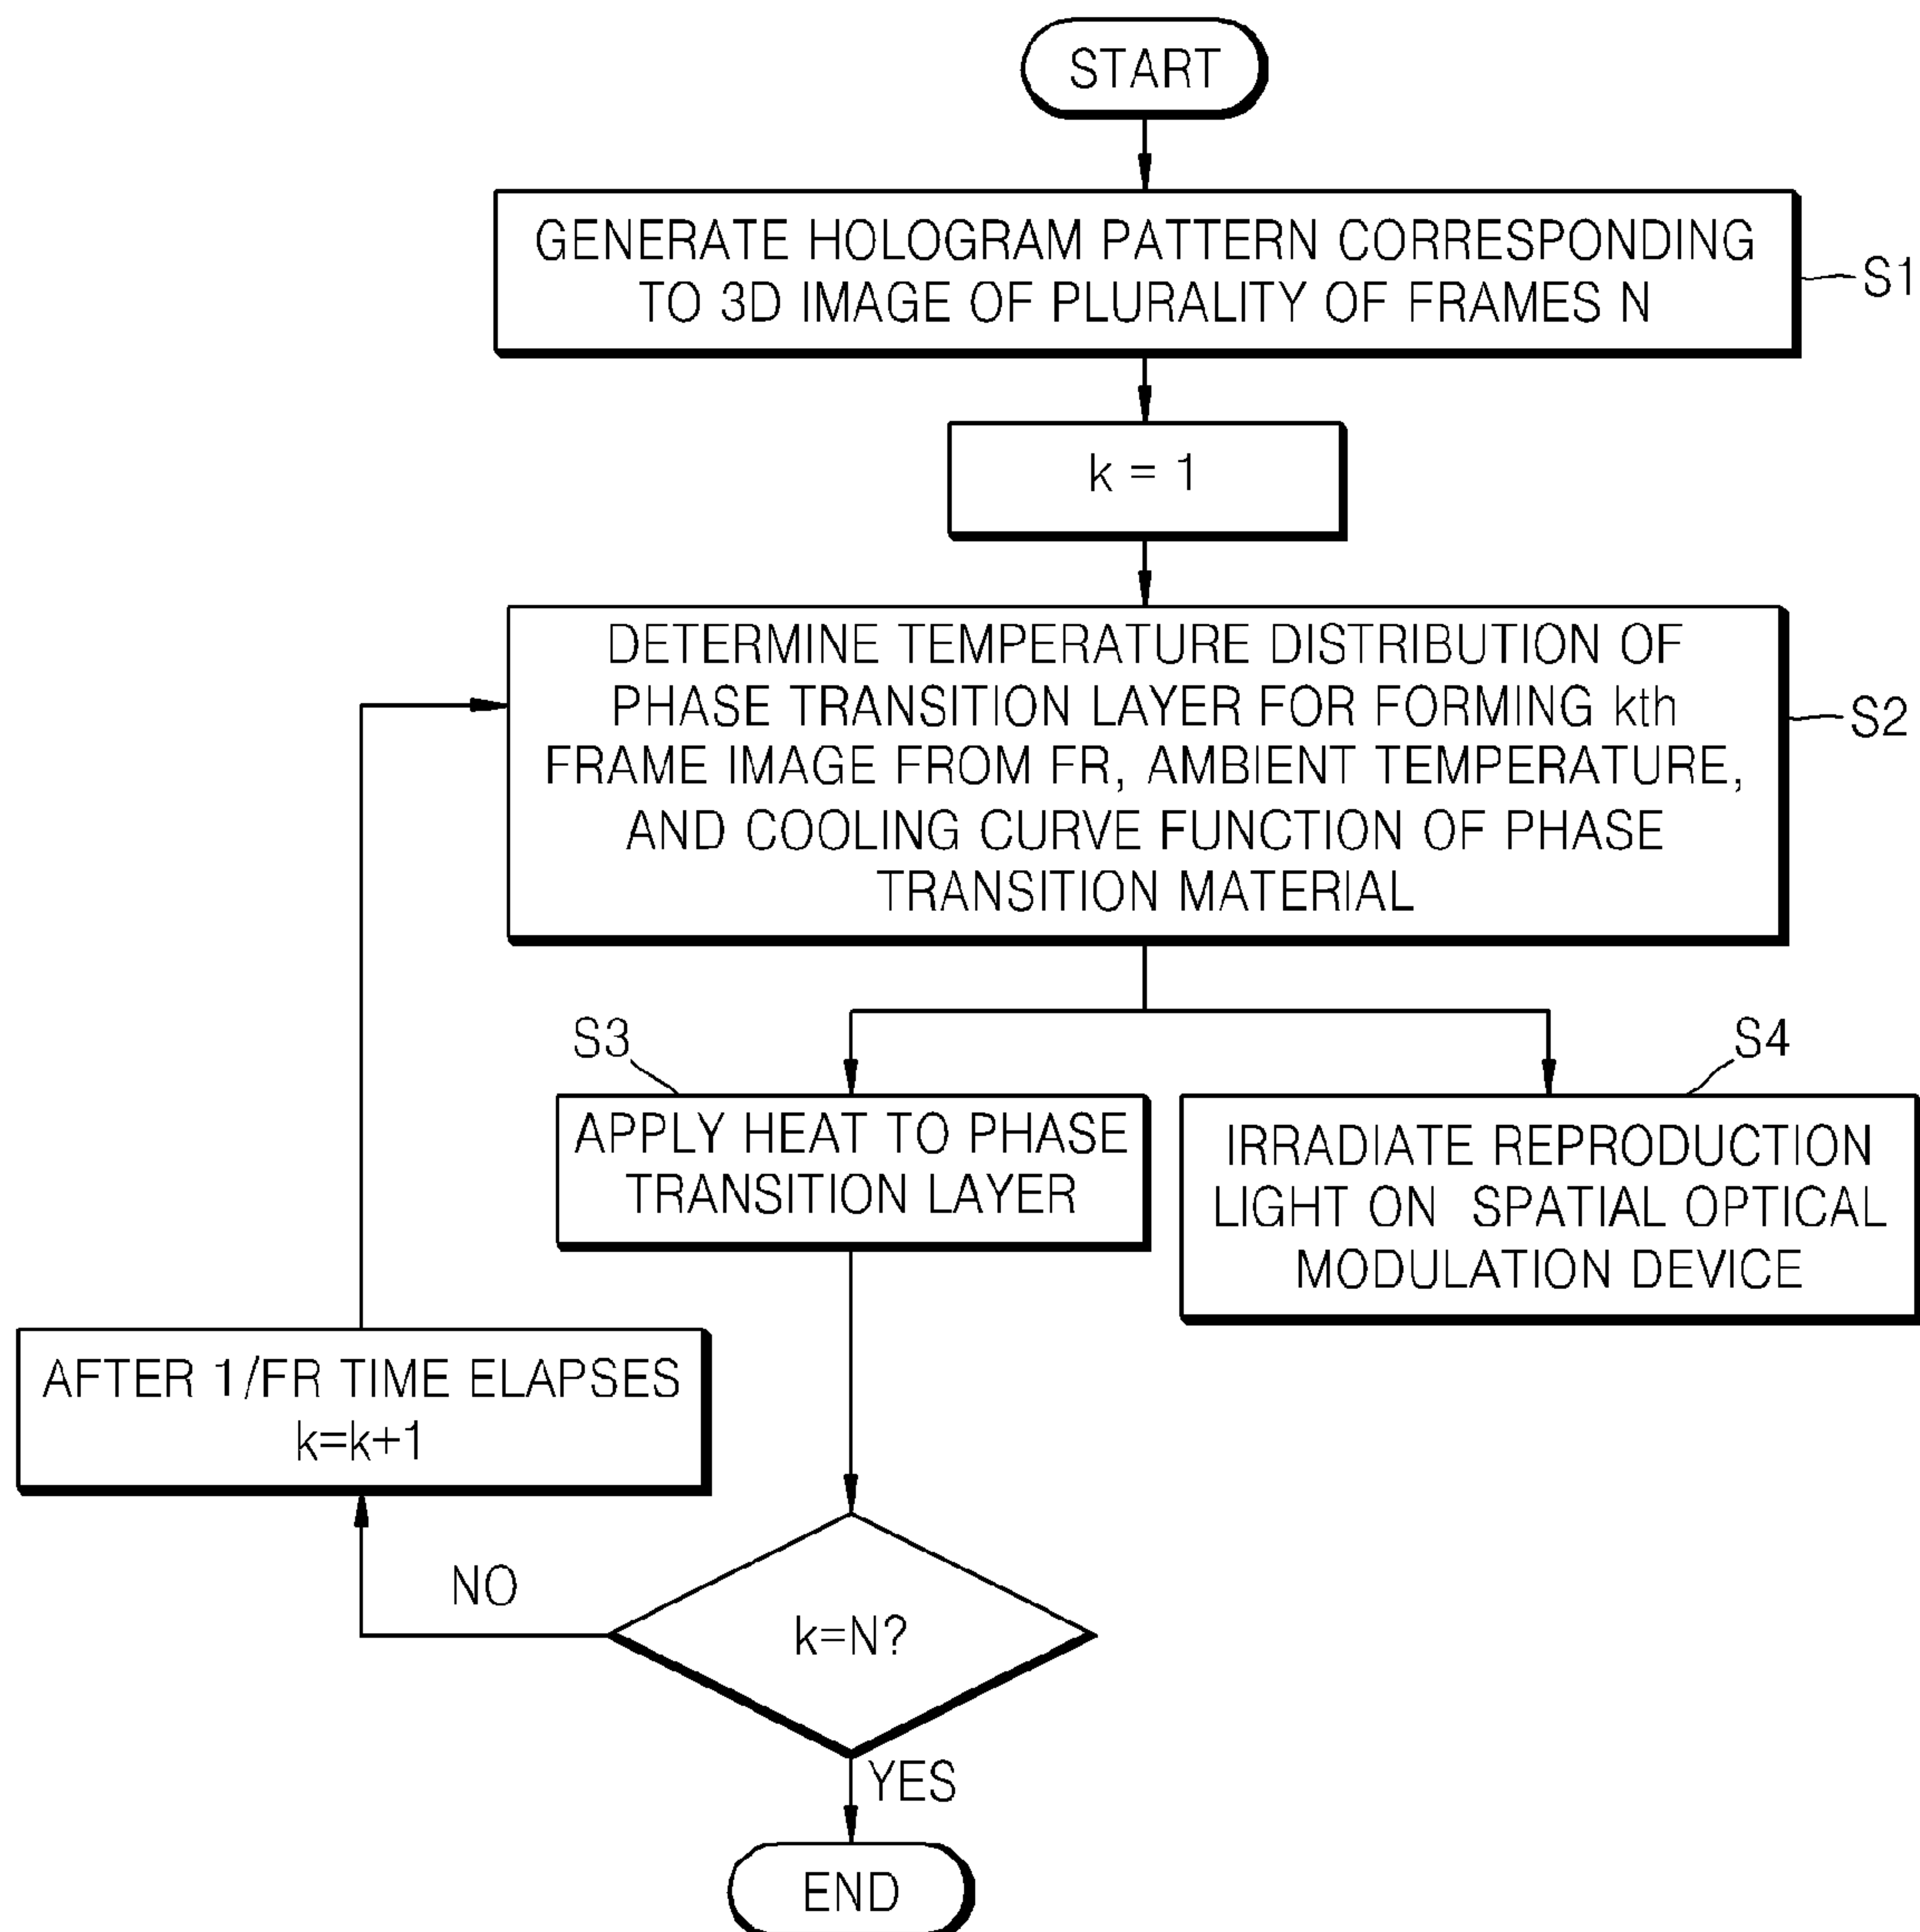 START
GENERATE HOLOGRAM PATTERN CORRESPONDING
TO 3D IMAGE OF PLURALITY OF FRAMES N
S1
k = 1
DETERMINE TEMPERATURE DISTRIBUTION OF
PHASE TRANSITION LAYER FOR FORMING kth
FRAME IMAGE FROM FR, AMBIENT TEMPERATURE,
AND COOLING CURVE FUNCTION OF PHASE
TRANSITION MATERIAL
S2
S3
APPLY HEAT TO PHASE
TRANSITION LAYER
S4
IRRADIATE REPRODUCTION
LIGHT ON SPATIAL OPTICAL
MODULATION DEVICE
AFTER 1/FR TIME ELAPSES
k=k+1
NO
k=N?
YES
END